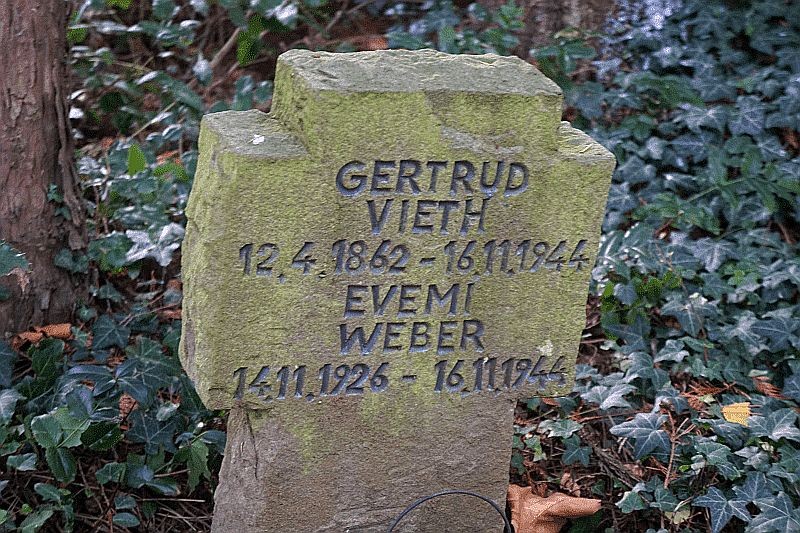 GERTRUD
VIETH
12.4.1862 - 16.11.1944
EVEMI
WEBER
14.11.1926 - 16.11.1944